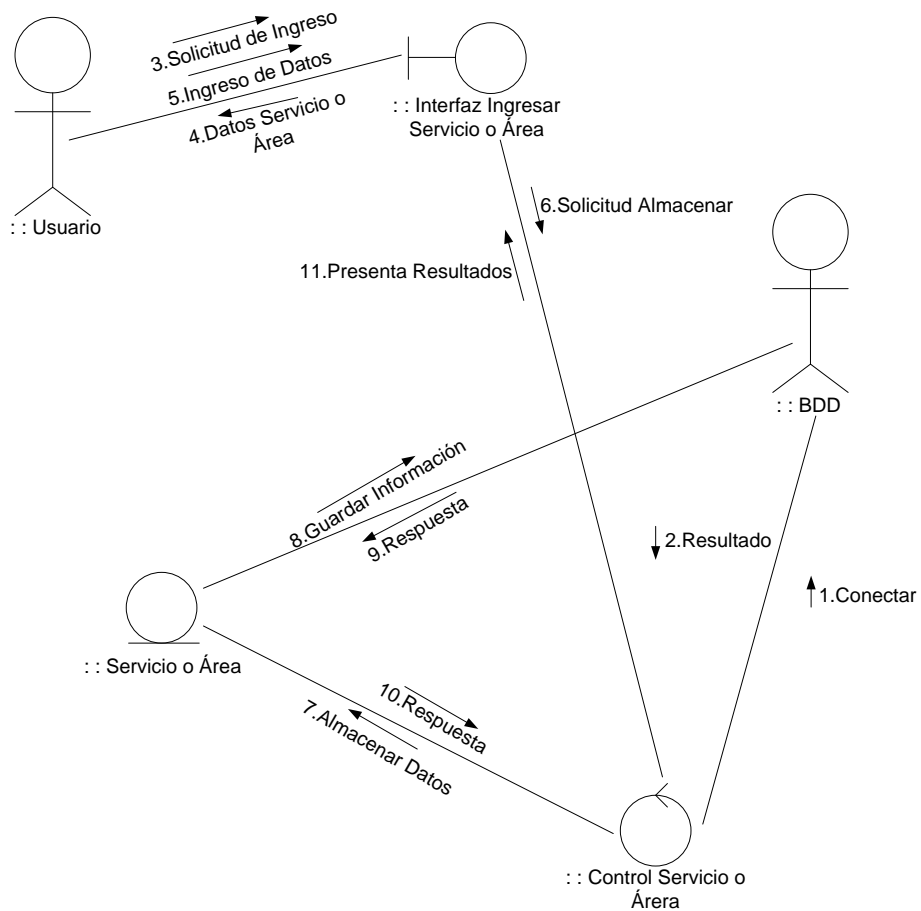 3.Solicitud de Ingreso
5.Ingreso de Datos
4.Datos Servicio o
Área
: : Usuario
: : Interfaz Ingresar
Servicio o Área
6.Solicitud Almacenar
11.Presenta Resultados
: : BDD
8.Guardar Información
9.Respuesta
2.Resultado
1.Conectar
: : Servicio o Área
10.Respuesta
7.Almacenar Datos
: : Control Servicio o
Árera